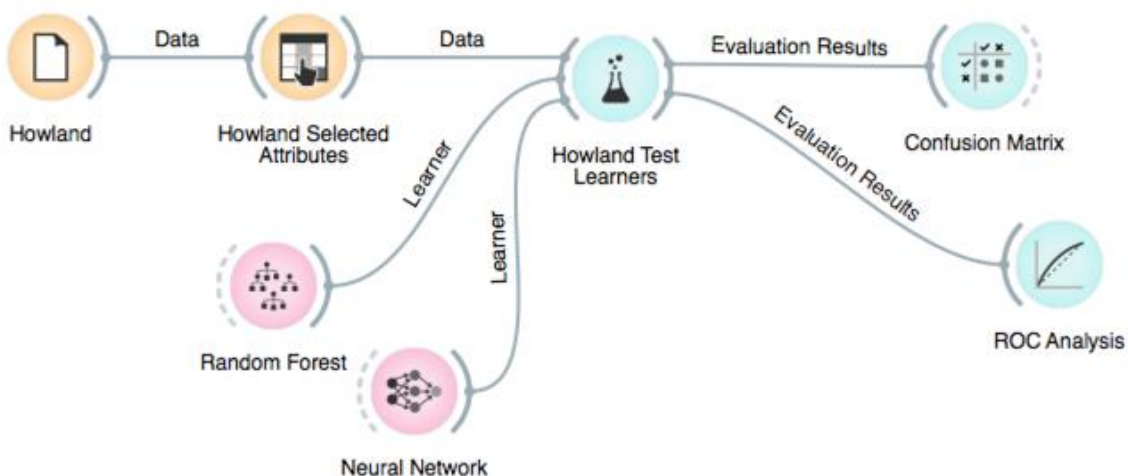 Data
Data
Evaluation Results
Howland
Howland Selected
Attributes
Howland Test
Learners
Confusion Matrix
Learner
Learner
Evaluation Results
Random Forest
ROC Analysis
Neural Network